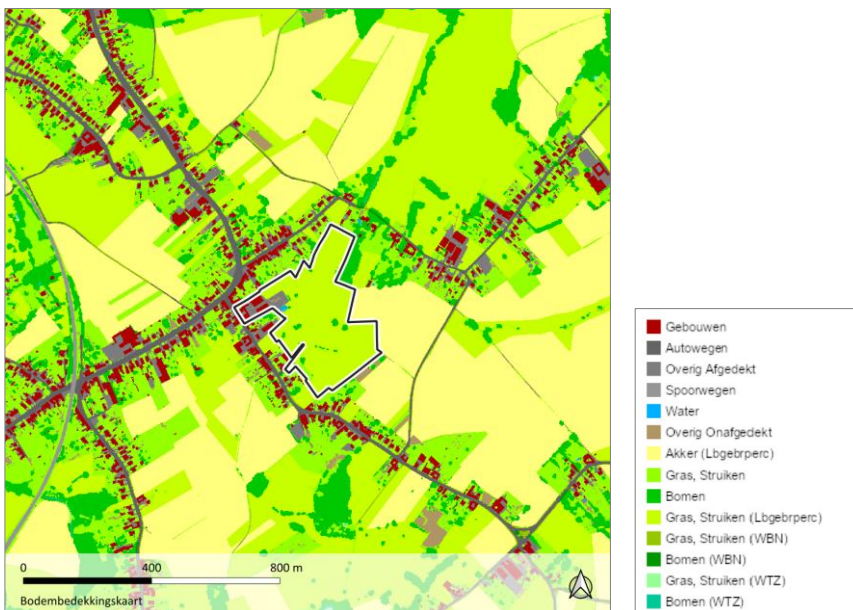 0 400 800 m
Bodembedekkingskaart
Gebouwen
Autowegen
Overig Afgedekt
Spoorwegen
Water
Overig Onafgedekt
Akker (Lbgebrperc)
Gras, Struiken
Bomen
Gras, Struiken (Lbgebrperc)
Gras, Struiken (WBN)
Bomen (WBN)
Gras, Struiken (WTZ)
Bomen (WTZ)